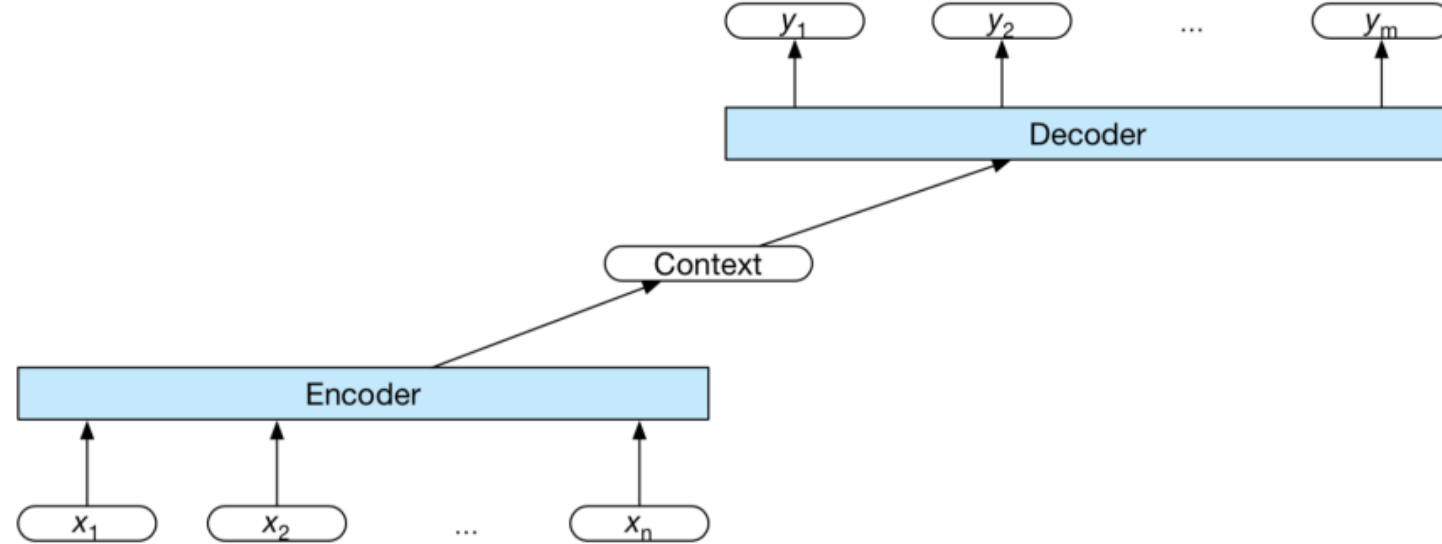 y₁ y₂ ... yₘ
Decoder
Context
Encoder
x₁ x₂ ... xₙ